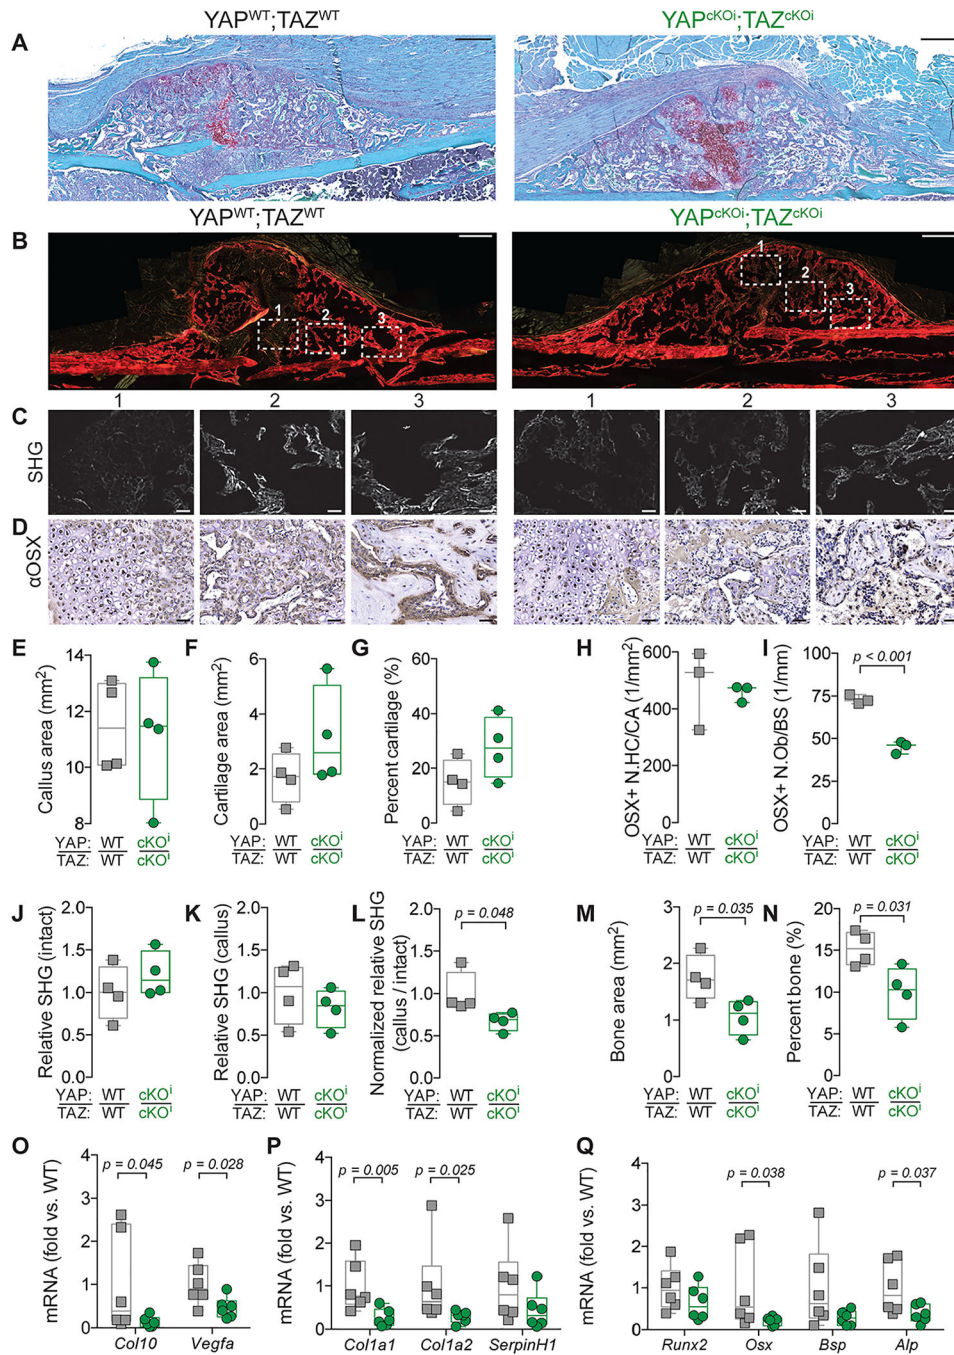 YAPWT;TAZWT YAPcKOi;TAZcKOi
A
YAPWT;TAZWT YAPcKOi;TAZcKOi
B
1 2 3 1 2 3
1 2 3 1 2 3
C SHG
D αOSX
E Callus area (mm2) 14 12 10 8
YAP: WT cKOi
TAZ: WT cKOi
F Cartilage area (mm2) 6 4 2 0
YAP: WT cKOi
TAZ: WT cKOi
G Percent cartilage (%) 60 40 20 0
YAP: WT cKOi
TAZ: WT cKOi
H OSX+ N.HC/CA (1/mm2) 600 400 0
YAP: WT cKOi
TAZ: WT cKOi
I OSX+ N.Ob/BS (1/mm) 100 75 50 25 0
p < 0.001
YAP: WT cKOi
TAZ: WT cKOi
J Relative SHG (intact) 2.0 1.5 1.0 0.5 0.0
YAP: WT cKOi
TAZ: WT cKOi
K Relative SHG (callus) 2.0 1.5 1.0 0.5 0.0
YAP: WT cKOi
TAZ: WT cKOi
L Normalized relative SHG
(callus / intact) 2.0 1.5 1.0 0.5 0.0
p = 0.048
YAP: WT cKOi
TAZ: WT cKOi
M Bone area (mm2) 3 2 1 0
p = 0.035
YAP: WT cKOi
TAZ: WT cKOi
N Percent bone (%) 20 15 10 5 0
p = 0.031
YAP: WT cKOi
TAZ: WT cKOi
O mRNA (fold vs. WT) 4 3 2 1 0
p = 0.045 p = 0.028
Col10 Vegfa
P mRNA (fold vs. WT) 4 3 2 1 0
p = 0.005 p = 0.025
Col1a1 Col1a2 SerpinH1
Q mRNA (fold vs. WT) 4 3 2 1 0
p = 0.038 p = 0.037
Runx2 Osx Bsp Alp